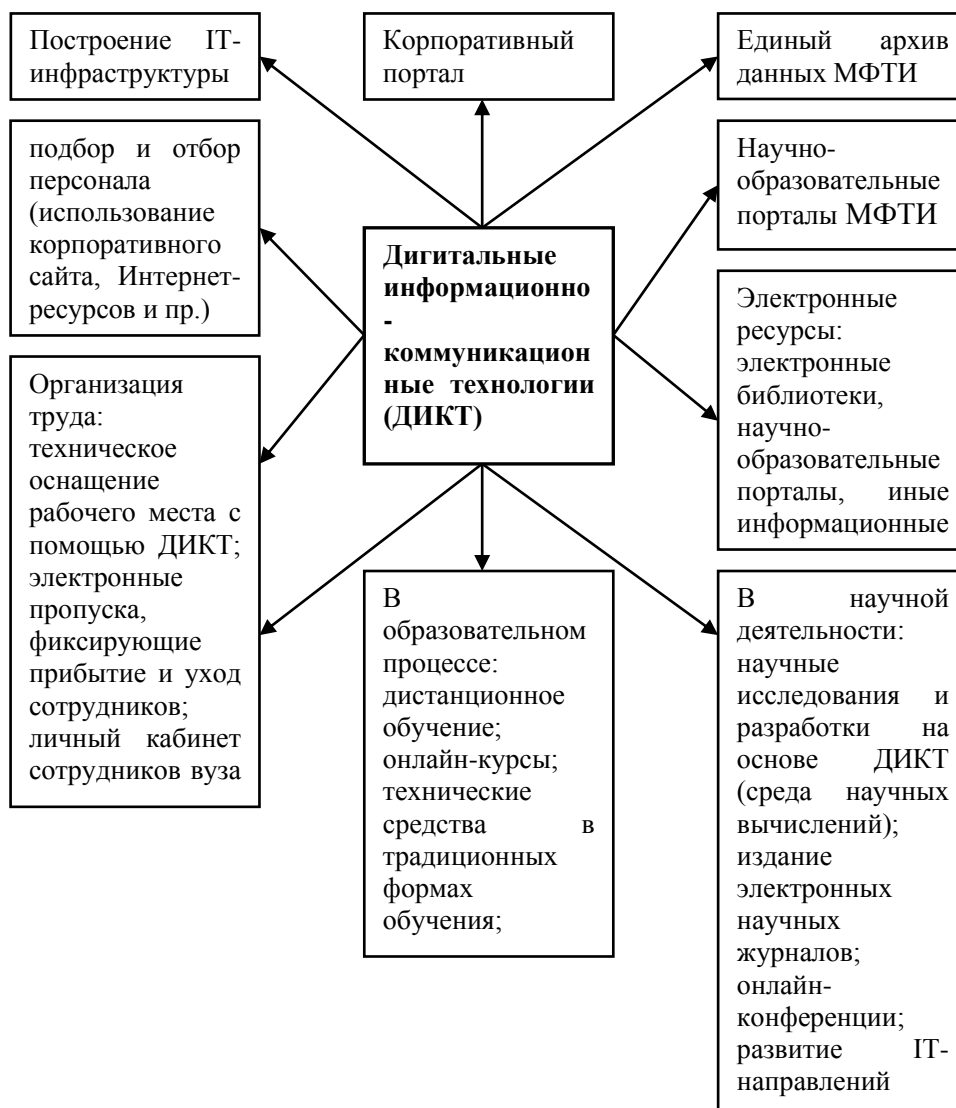 Построение IT-
инфраструктуры
Корпоративный
портал
Единый архив
данных МФТИ
подбор и отбор
персонала
(использование
корпоративного
сайта, Интернет-
ресурсов и пр.)
Научно-
образовательные
порталы МФТИ
Дигитальные
информационно
-
коммуникацион
ные технологии
(ДИКТ)
Электронные
ресурсы:
электронные
библиотеки,
научно-
образовательные
порталы, иные
информационные
Организация
труда:
техническое
оснащение
рабочего места с
помощью ДИКТ;
электронные
пропуска,
фиксирующие
прибытие и уход
сотрудников;
личный кабинет
сотрудников вуза
В
образовательном
процессе:
дистанционное
обучение;
онлайн-курсы;
технические
средства в
традиционных
формах
обучения;
В научной
деятельности:
научные
исследования и
разработки на
основе ДИКТ
(среда научных
вычислений);
издание
электронных
научных
журналов;
онлайн-
конференции;
развитие IT-
направлений